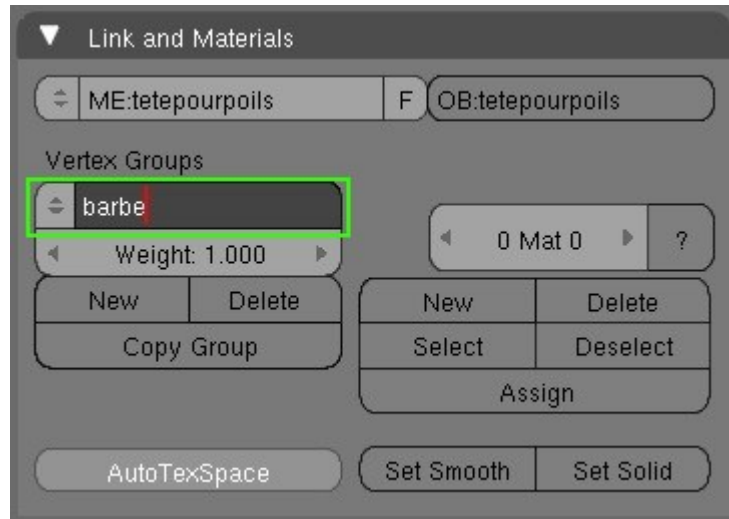 Link and Materials
ME:tetepourpoils F OB:tetepourpoils
Vertex Groups
barbe
Weight: 1.000
0 Mat 0 ?
New Delete
Copy Group
New Delete
Select Deselect
Assign
AutoTexSpace
Set Smooth Set Solid